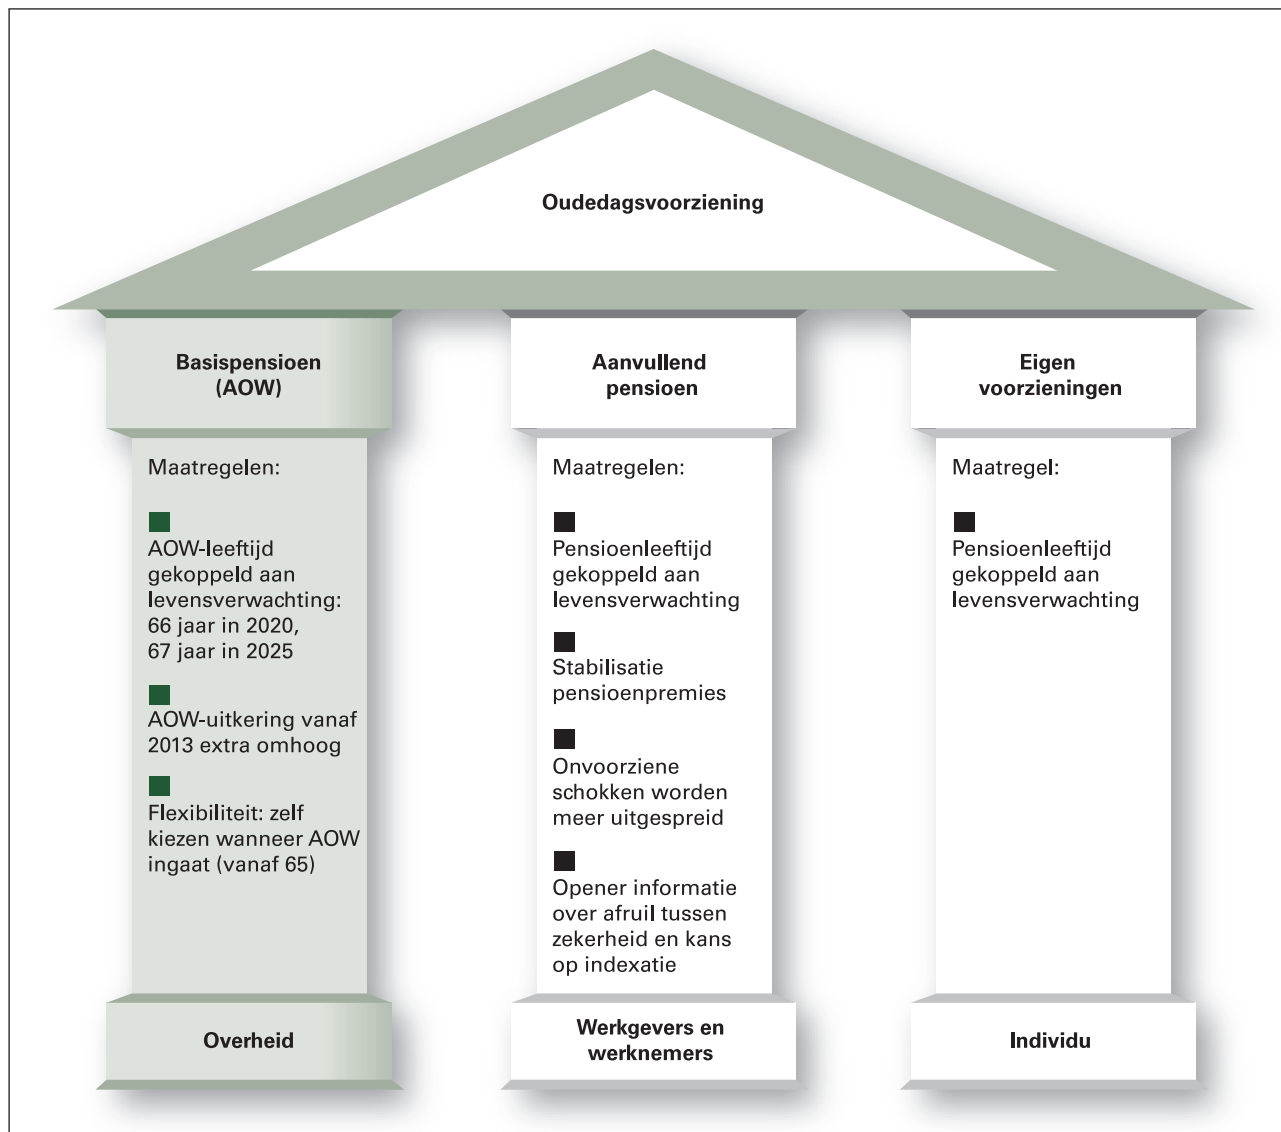 Oudedagsvoorziening
Basispensioen
(AOW)
Maatregelen:
AOW-leeftijd
gekoppeld aan
levensverwachting:
66 jaar in 2020,
67 jaar in 2025
AOW-uitkering vanaf
2013 extra omhoog
Flexibiliteit: zelf
kiezen wanneer AOW
ingaat (vanaf 65)
Overheid
Aanvullend
pensioen
Maatregelen:
Pensioenleeftijd
gekoppeld aan
levensverwachting
Stabilisatie
pensioenpremies
Onvoorziene
schokken worden
meer uitgespreid
Opener informatie
over afruil tussen
zekerheid en kans
op indexatie
Werkgevers en
werknemers
Eigen
voorzieningen
Maatregel:
Pensioenleeftijd
gekoppeld aan
levensverwachting
Individu